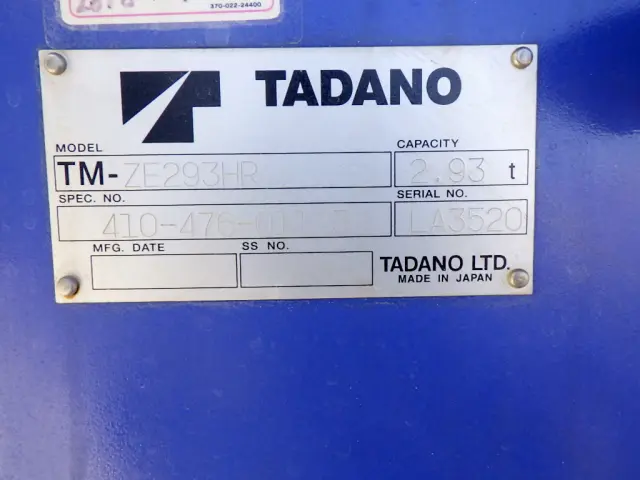 370-022-24400
TADANO
MODEL
CAPACITY
TM-ZE293HR
2.93 t
SPEC. NO.
SERIAL NO.
LA3520
MFG. DATE
SS NO.
TADANO LTD.
MADE IN JAPAN